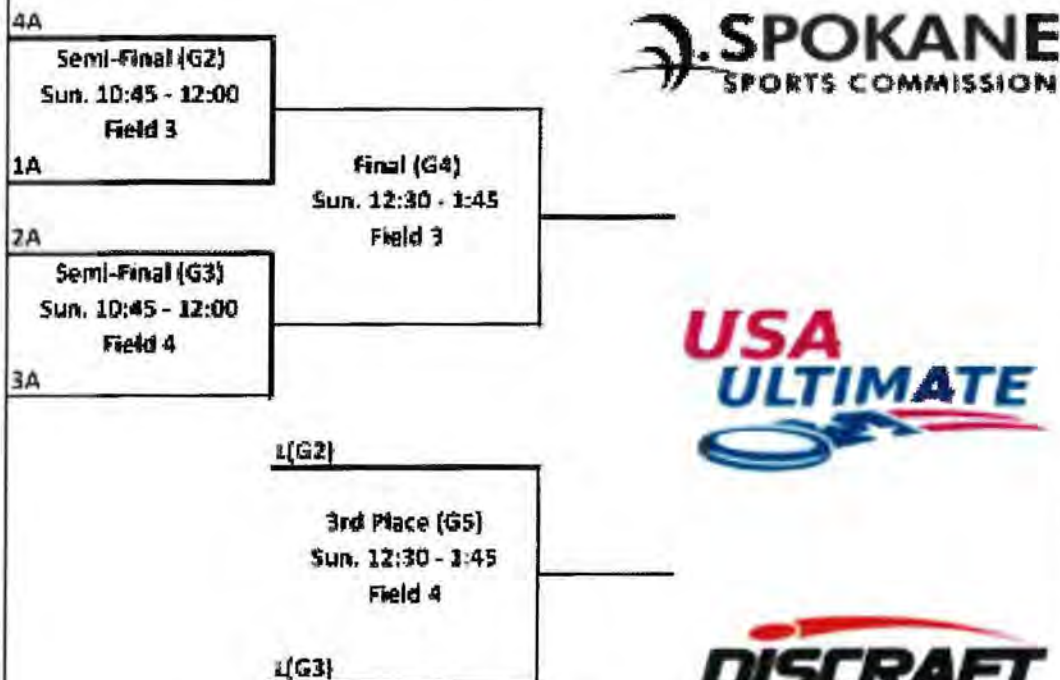 4A
Semi-Final (G2)
Sun. 10:45 - 12:00
Field 3
1A
SPOKANE
SPORTS COMMISSION
Final (G4)
Sun. 12:30 - 1:45
Field 3
2A
Semi-Final (G3)
Sun. 10:45 - 12:00
Field 4
3A
USA
ULTIMATE
L(G2)
3rd Place (G5)
Sun. 12:30 - 1:45
Field 4
L(G3)
DISCRAFT